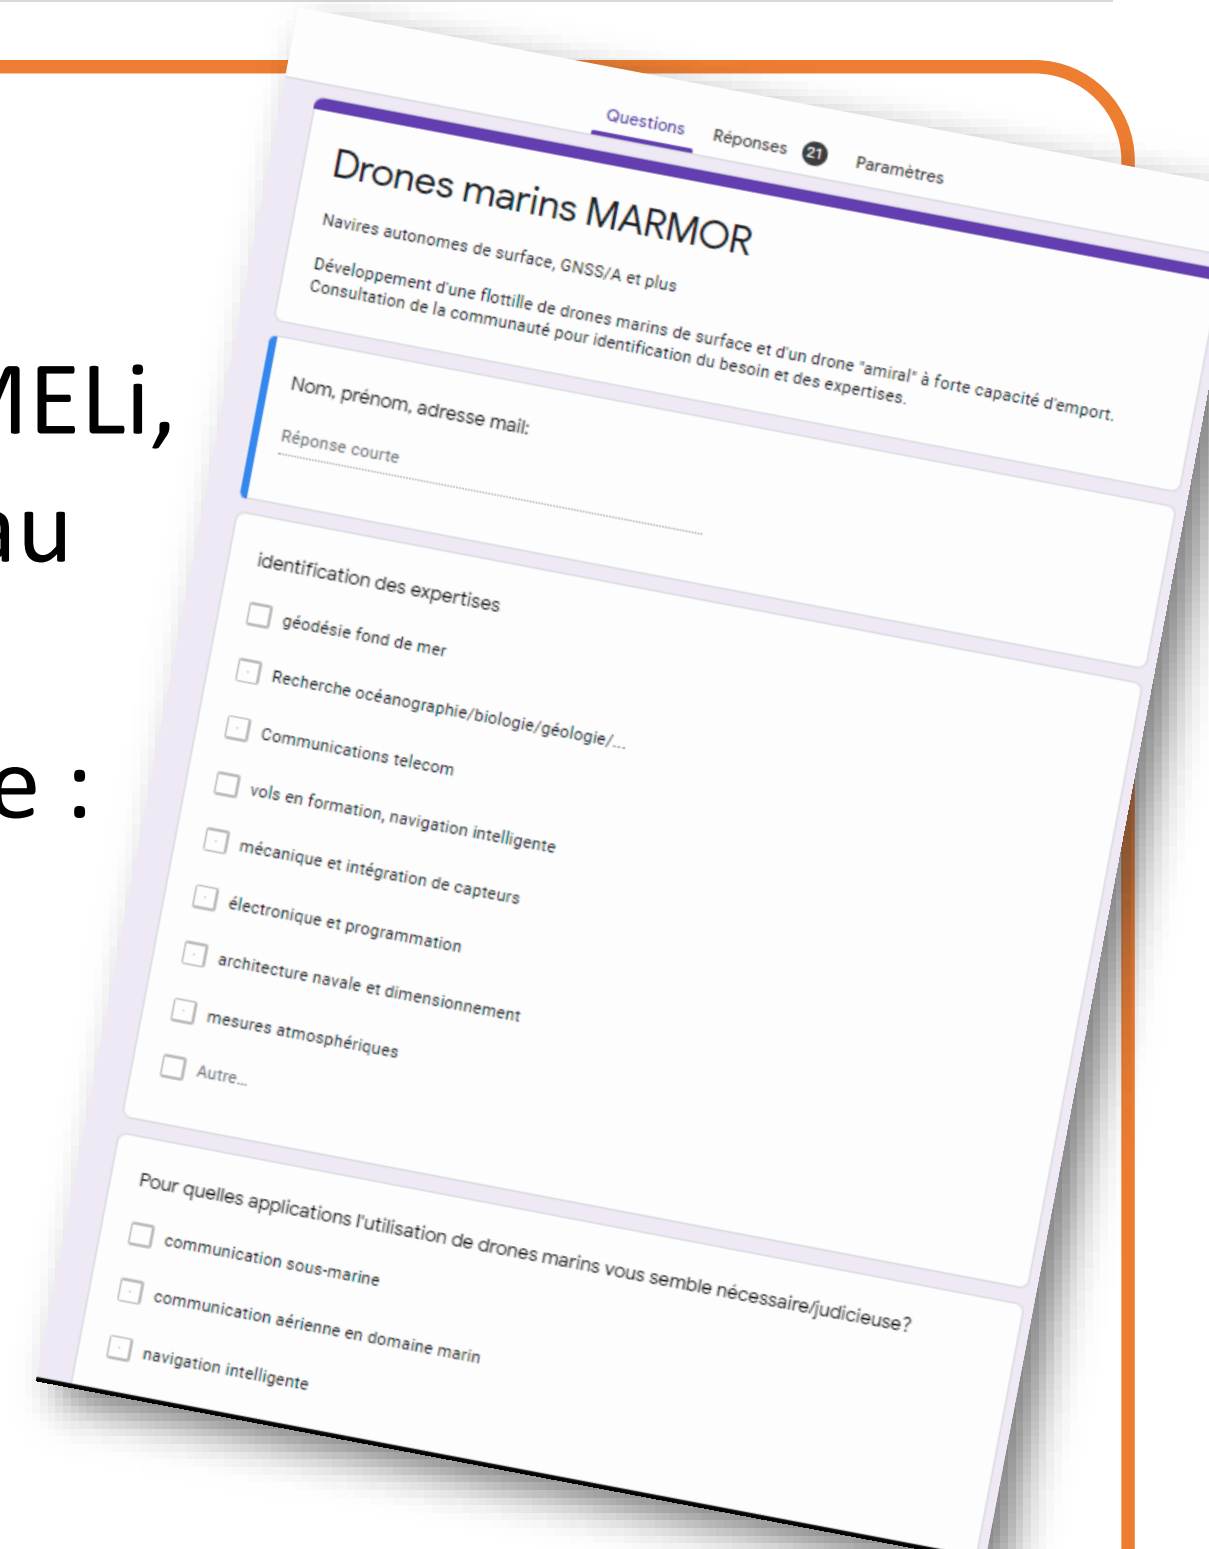 MELi,
au
e :
Questions Réponses 21 Paramètres
Drones marins MARMOR
Navires autonomes de surface, GNSS/A et plus
Développement d'une flottille de drones marins de surface et d'un drone "amiral" à forte capacité d'emport.
Consultation de la communauté pour identification du besoin et des expertises.
Nom, prénom, adresse mail:
Réponse courte
identification des expertises
géodésie fond de mer
Recherche océanographie/biologie/géologie/...
Communications telecom
vols en formation, navigation intelligente
mécanique et intégration de capteurs
électronique et programmation
architecture navale et dimensionnement
mesures atmosphériques
Autre...
Pour quelles applications l'utilisation de drones marins vous semble nécessaire/judicieuse?
communication sous-marine
communication aérienne en domaine marin
navigation intelligente